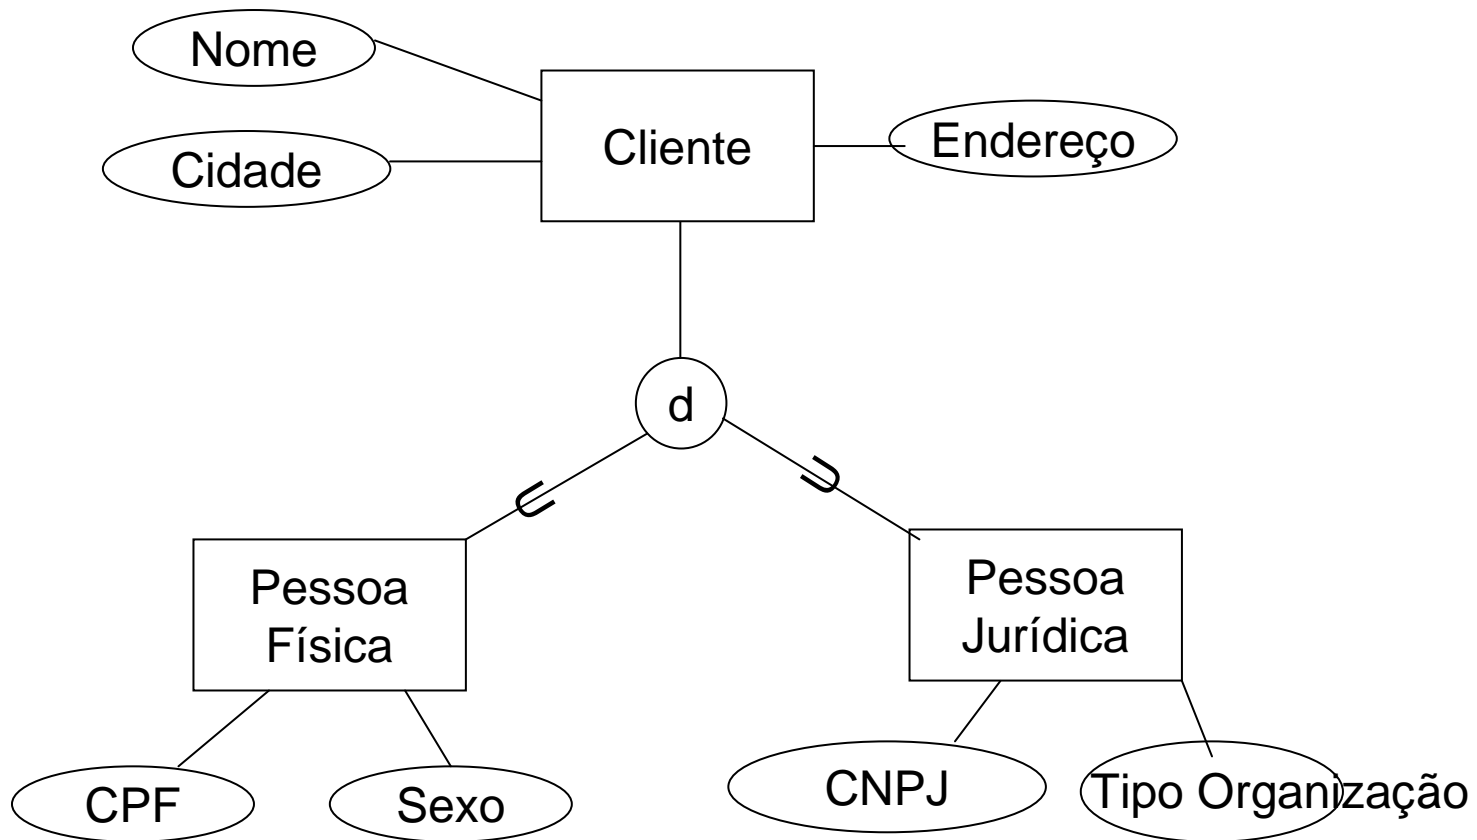 Nome
Cliente
Endereço
Cidade
d
Pessoa
Física
Pessoa
Jurídica
CPF
Sexo
CNPJ
Tipo Organização